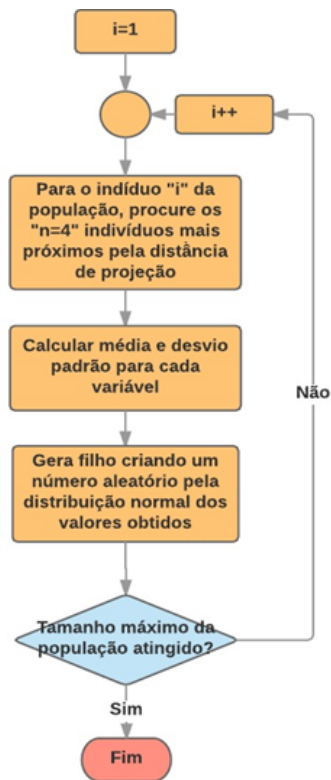 i=1
i++
Para o indíduo "i" da
população, procure os
"n=4" indivíduos mais
próximos pela distância
de projeção
Calcular média e desvio
padrão para cada
variável
Não
Gera filho criando um
número aleatório pela
distribuição normal dos
valores obtidos
Tamanho máximo da
população atingido?
Sim
Fim